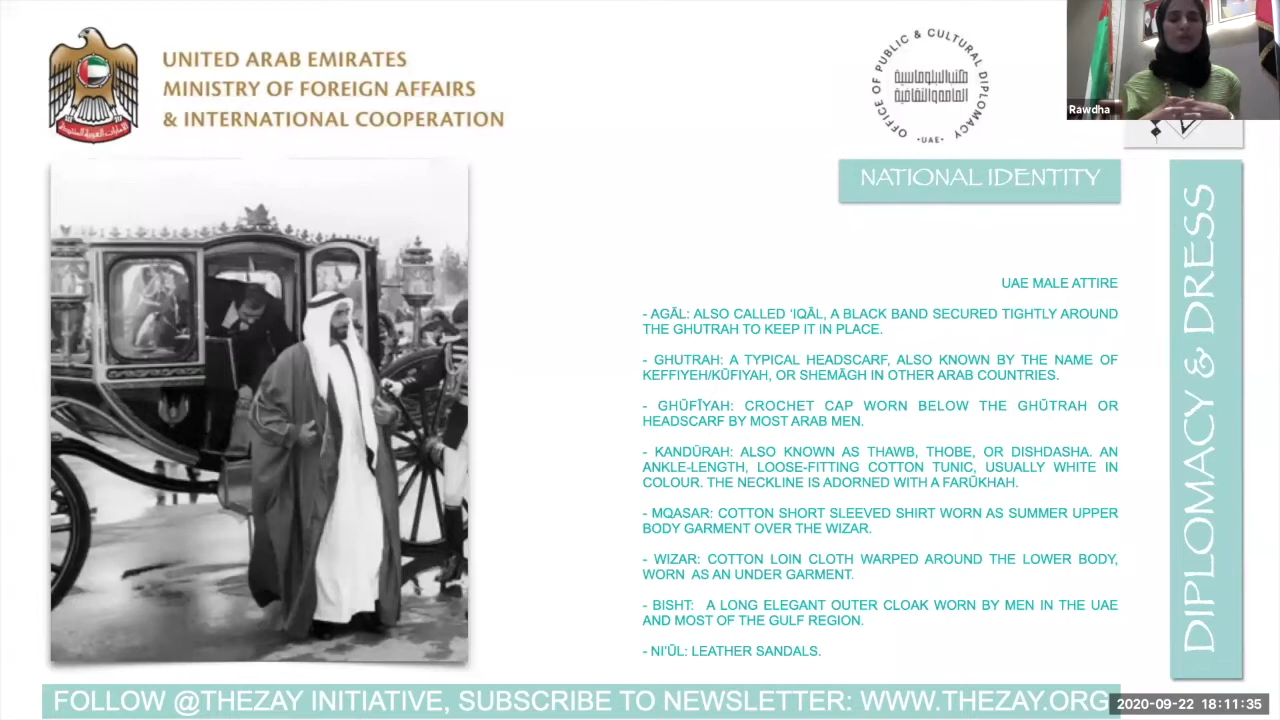 UNITED ARAB EMIRATES
MINISTRY OF FOREIGN AFFAIRS
& INTERNATIONAL COOPERATION
OFFICE OF PUBLIC & CULTURAL DIPLOMACY
•UAE•
مكتب الدبلوماسية
العامة والثقافية
Rawdha
NATIONAL IDENTITY
DIPLOMACY & DRESS
UAE MALE ATTIRE
- AGĀL: ALSO CALLED ‘IQĀL, A BLACK BAND SECURED TIGHTLY AROUND
THE GHUTRAH TO KEEP IT IN PLACE.
- GHUTRAH: A TYPICAL HEADSCARF, ALSO KNOWN BY THE NAME OF
KEFFIYEH/KŪFIYAH, OR SHEMĀGH IN OTHER ARAB COUNTRIES.
- GHŪFĪYAH: CROCHET CAP WORN BELOW THE GHŪTRAH OR
HEADSCARF BY MOST ARAB MEN.
- KANDŪRAH: ALSO KNOWN AS THAWB, THOBE, OR DISHDASHA. AN
ANKLE-LENGTH, LOOSE-FITTING COTTON TUNIC, USUALLY WHITE IN
COLOUR. THE NECKLINE IS ADORNED WITH A FARŪKHAH.
- MQASAR: COTTON SHORT SLEEVED SHIRT WORN AS SUMMER UPPER
BODY GARMENT OVER THE WIZAR.
- WIZAR: COTTON LOIN CLOTH WARPED AROUND THE LOWER BODY,
WORN AS AN UNDER GARMENT.
- BISHT: A LONG ELEGANT OUTER CLOAK WORN BY MEN IN THE UAE
AND MOST OF THE GULF REGION.
- NI’ŪL: LEATHER SANDALS.
FOLLOW @THEZAY INITIATIVE, SUBSCRIBE TO NEWSLETTER: WWW.THEZAY.ORG
2020-09-22 18:11:35